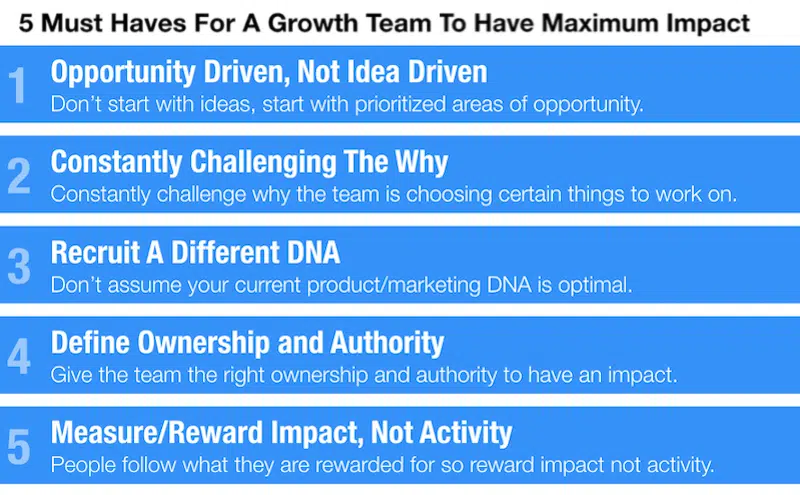 5 Must Haves For A Growth Team To Have Maximum Impact
1
Opportunity Driven, Not Idea Driven
Don't start with ideas, start with prioritized areas of opportunity.
2
Constantly Challenging The Why
Constantly challenge why the team is choosing certain things to work on.
3
Recruit A Different DNA
Don't assume your current product/marketing DNA is optimal.
4
Define Ownership and Authority
Give the team the right ownership and authority to have an impact.
5
Measure/Reward Impact, Not Activity
People follow what they are rewarded for so reward impact not activity.